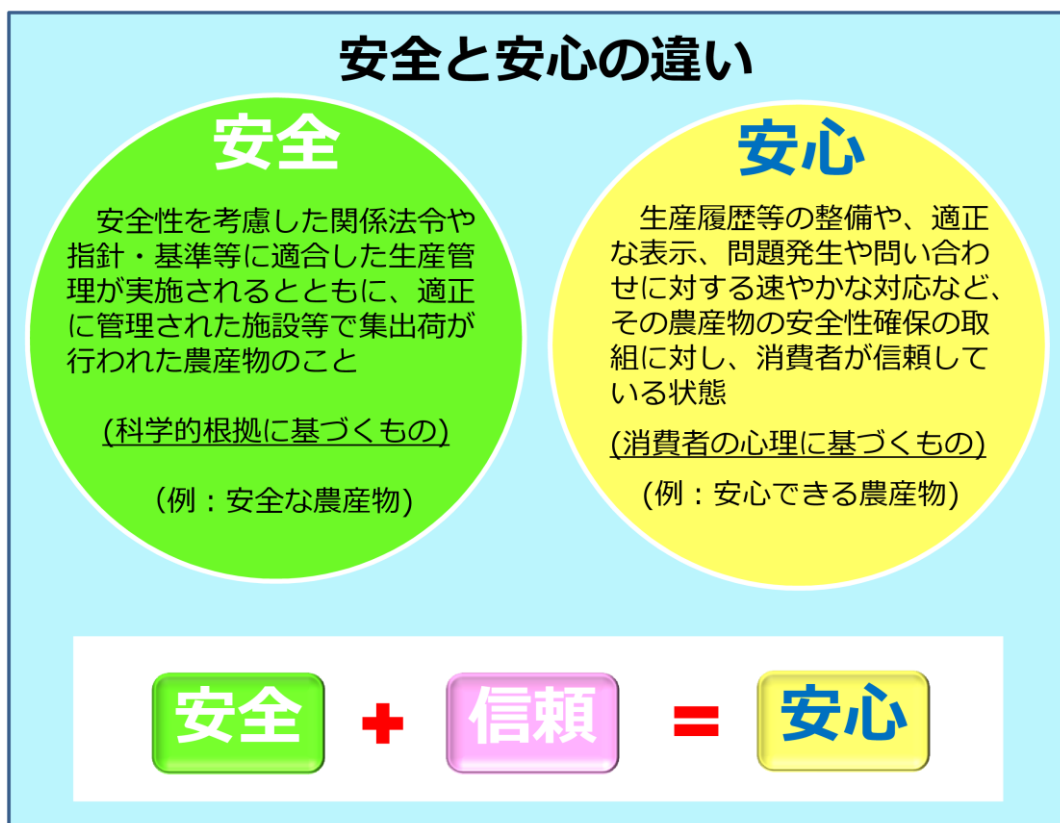 安全と安心の違い
安全
安全性を考慮した関係法令や
指針・基準等に適合した生産管
理が実施されるとともに、適正
に管理された施設等で集出荷が
行われた農産物のこと
(科学的根拠に基づくもの)
（例：安全な農産物)
安心
生産履歴等の整備や、適正
な表示、問題発生や問い合わ
せに対する速やかな対応など、
その農産物の安全性確保の取
組に対し、消費者が信頼して
いる状態
(消費者の心理に基づくもの)
(例：安心できる農産物)
安全 + 信頼 = 安心